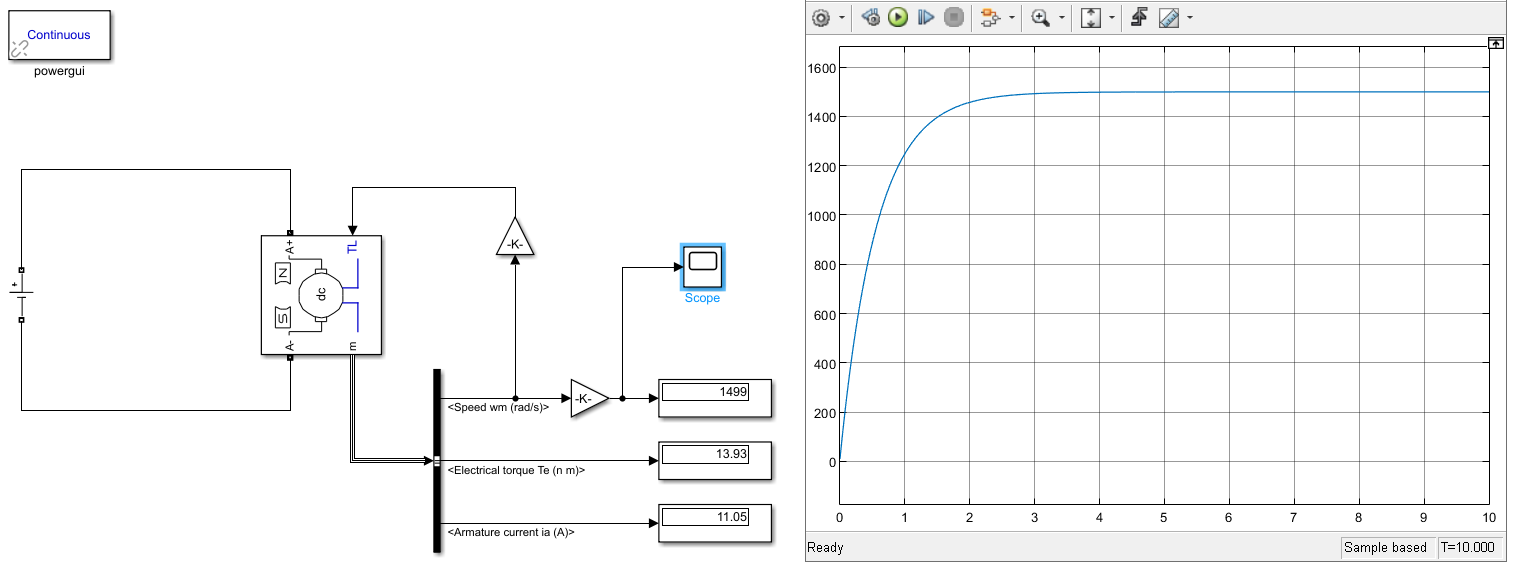 Continuous
powergui
A+
TL
N
dc
S
A-
m
+
-K-
Scope
-K-
<Speed wm (rad/s)>
1499
<Electrical torque Te (n m)>
13.93
<Armature current ia (A)>
11.05
1600
1400
1200
1000
800
600
400
200
0
0 1 2 3 4 5 6 7 8 9 10
Ready
Sample based T=10.000